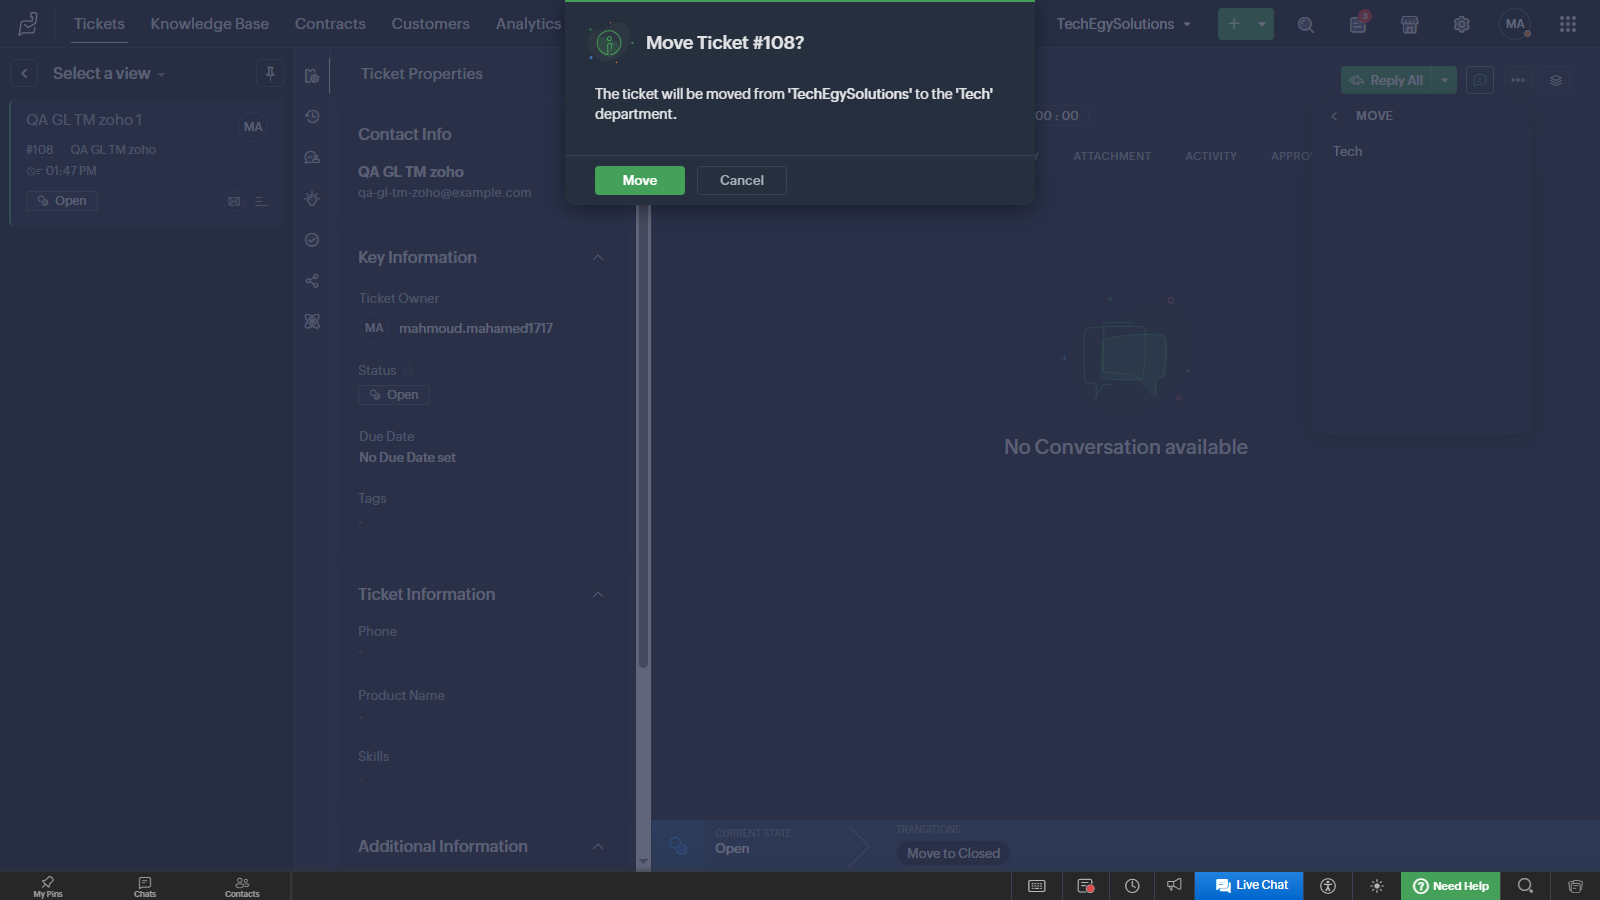 Tickets
Knowledge Base
Contracts
Customers
Analytics
TechEgySolutions
3
MA
Select a view
QA GL TM zoho 1
MA
#108
QA GL TM zoho
01:47 PM
Open
Ticket Properties
Contact Info
QA GL TM zoho
qa-gl-tm-zoho@example.com
Key Information
Ticket Owner
MA
mahmoud.mahamed1717
Status
Open
Due Date
No Due Date set
Tags
-
Ticket Information
Phone
-
Product Name
-
Skills
-
Additional Information
Move Ticket #108?
The ticket will be moved from 'TechEgySolutions' to the 'Tech'
department.
Move
Cancel
Reply All
00 : 00
ATTACHMENT
ACTIVITY
MOVE
Tech
No Conversation available
CURRENT STATE
Open
TRANSITIONS
Move to Closed
My Pins
Chats
Contacts
Live Chat
Need Help